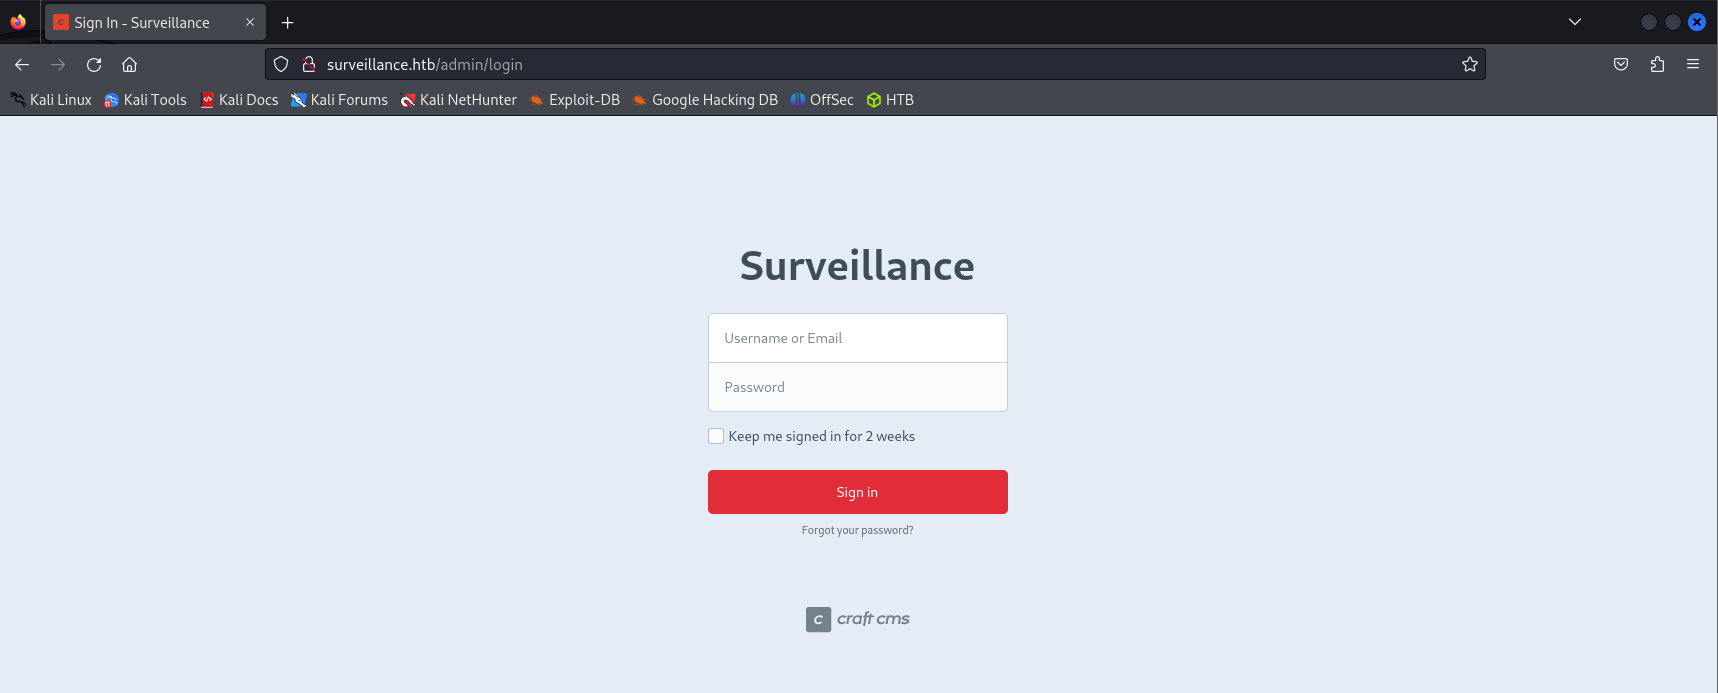 Sign In - Surveillance
surveillance.htb/admin/login
Kali Linux Kali Tools Kali Docs Kali Forums Kali NetHunter Exploit-DB Google Hacking DB OffSec HTB
Surveillance
Username or Email
Password
Keep me signed in for 2 weeks
Sign in
Forgot your password?
c craft cms